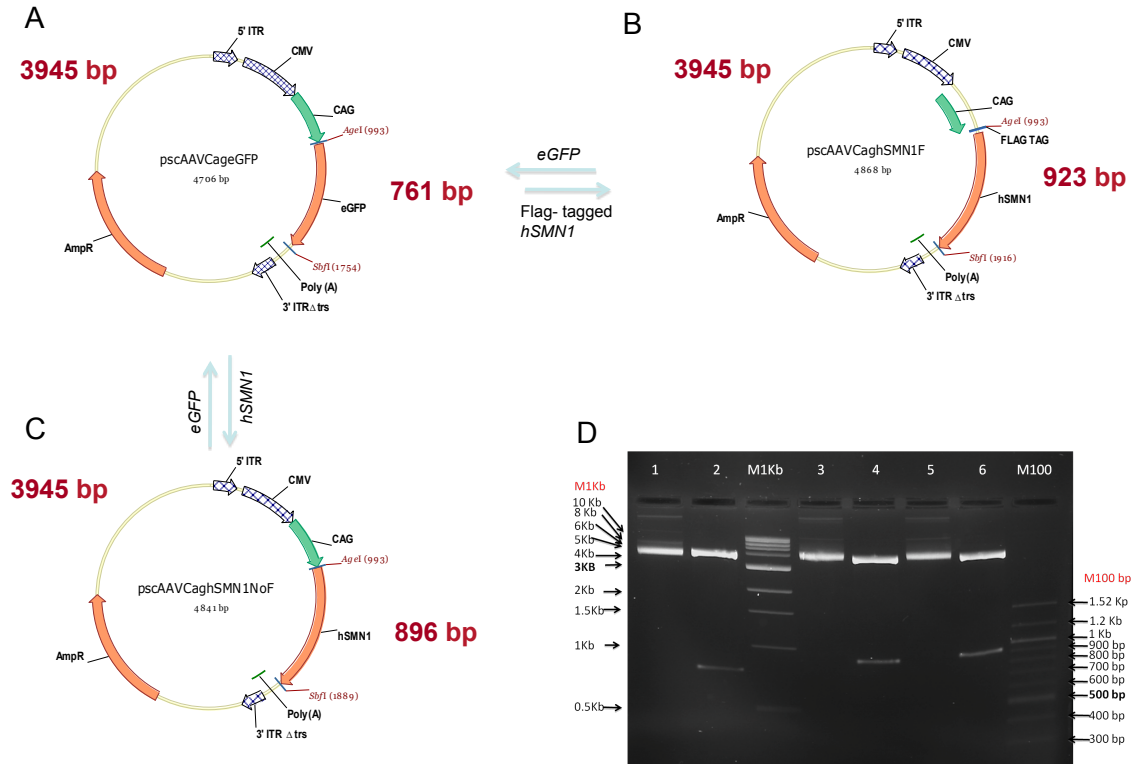 A
5' ITR
CMV
3945 bp
CAG
AgeI (993)
pscAAVCageGFP
4706 bp
761 bp
eGFP
AmpR
SbfI (1754)
Poly (A)
3' ITR Δ trs
eGFP
Flag- tagged
hSMN1
B
5' ITR
CMV
3945 bp
CAG
AgeI (993)
FLAG TAG
pscAAVCaghSMN1F
4868 bp
923 bp
hSMN1
AmpR
SbfI (1916)
Poly(A)
3' ITR Δ trs
eGFP
hSMN1
C
5' ITR
CMV
3945 bp
CAG
AgeI (993)
pscAAVCaghSMN1NoF
4841 bp
hSMN1
896 bp
AmpR
SbfI (1889)
Poly(A)
3' ITR Δ trs
D
1 2 M1Kb 3 4 5 6 M100
M1Kb
10 Kb
8 Kb
6Kb
5Kb
4Kb
3KB
2Kb
1.5Kb
1Kb
0.5Kb
M100 bp
1.52 Kp
1.2 Kb
1 Kb
900 bp
800 bp
700 bp
600 bp
500 bp
400 bp
300 bp